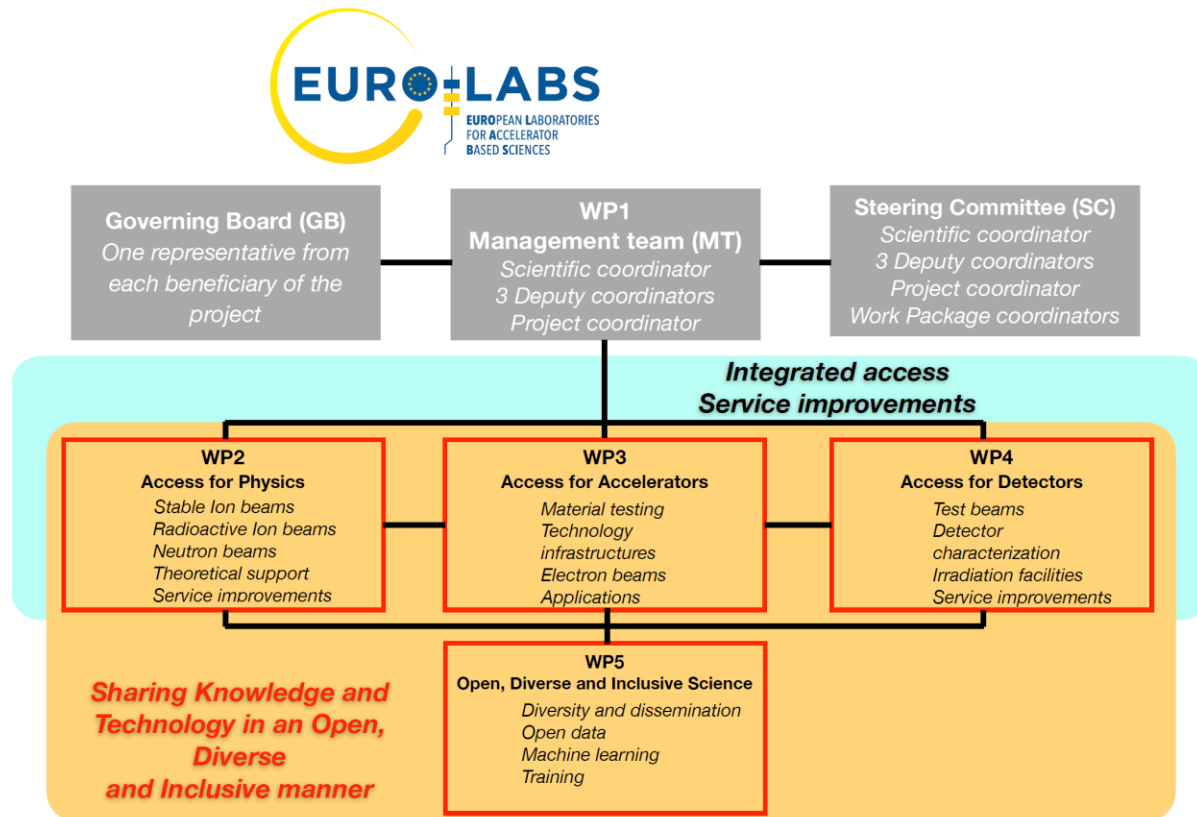 EURO-LABS
EUROPEAN LABORATORIES
FOR ACCELERATOR
BASED SCIENCES
Governing Board (GB)
One representative from
each beneficiary of the
project
WP1
Management team (MT)
Scientific coordinator
3 Deputy coordinators
Project coordinator
Steering Committee (SC)
Scientific coordinator
3 Deputy coordinators
Project coordinator
Work Package coordinators
Integrated access
Service improvements
WP2
Access for Physics
Stable Ion beams
Radioactive Ion beams
Neutron beams
Theoretical support
Service improvements
WP3
Access for Accelerators
Material testing
Technology
infrastructures
Electron beams
Applications
WP4
Access for Detectors
Test beams
Detector
characterization
Irradiation facilities
Service improvements
WP5
Open, Diverse and Inclusive Science
Diversity and dissemination
Open data
Machine learning
Training
Sharing Knowledge and
Technology in an Open,
Diverse
and Inclusive manner